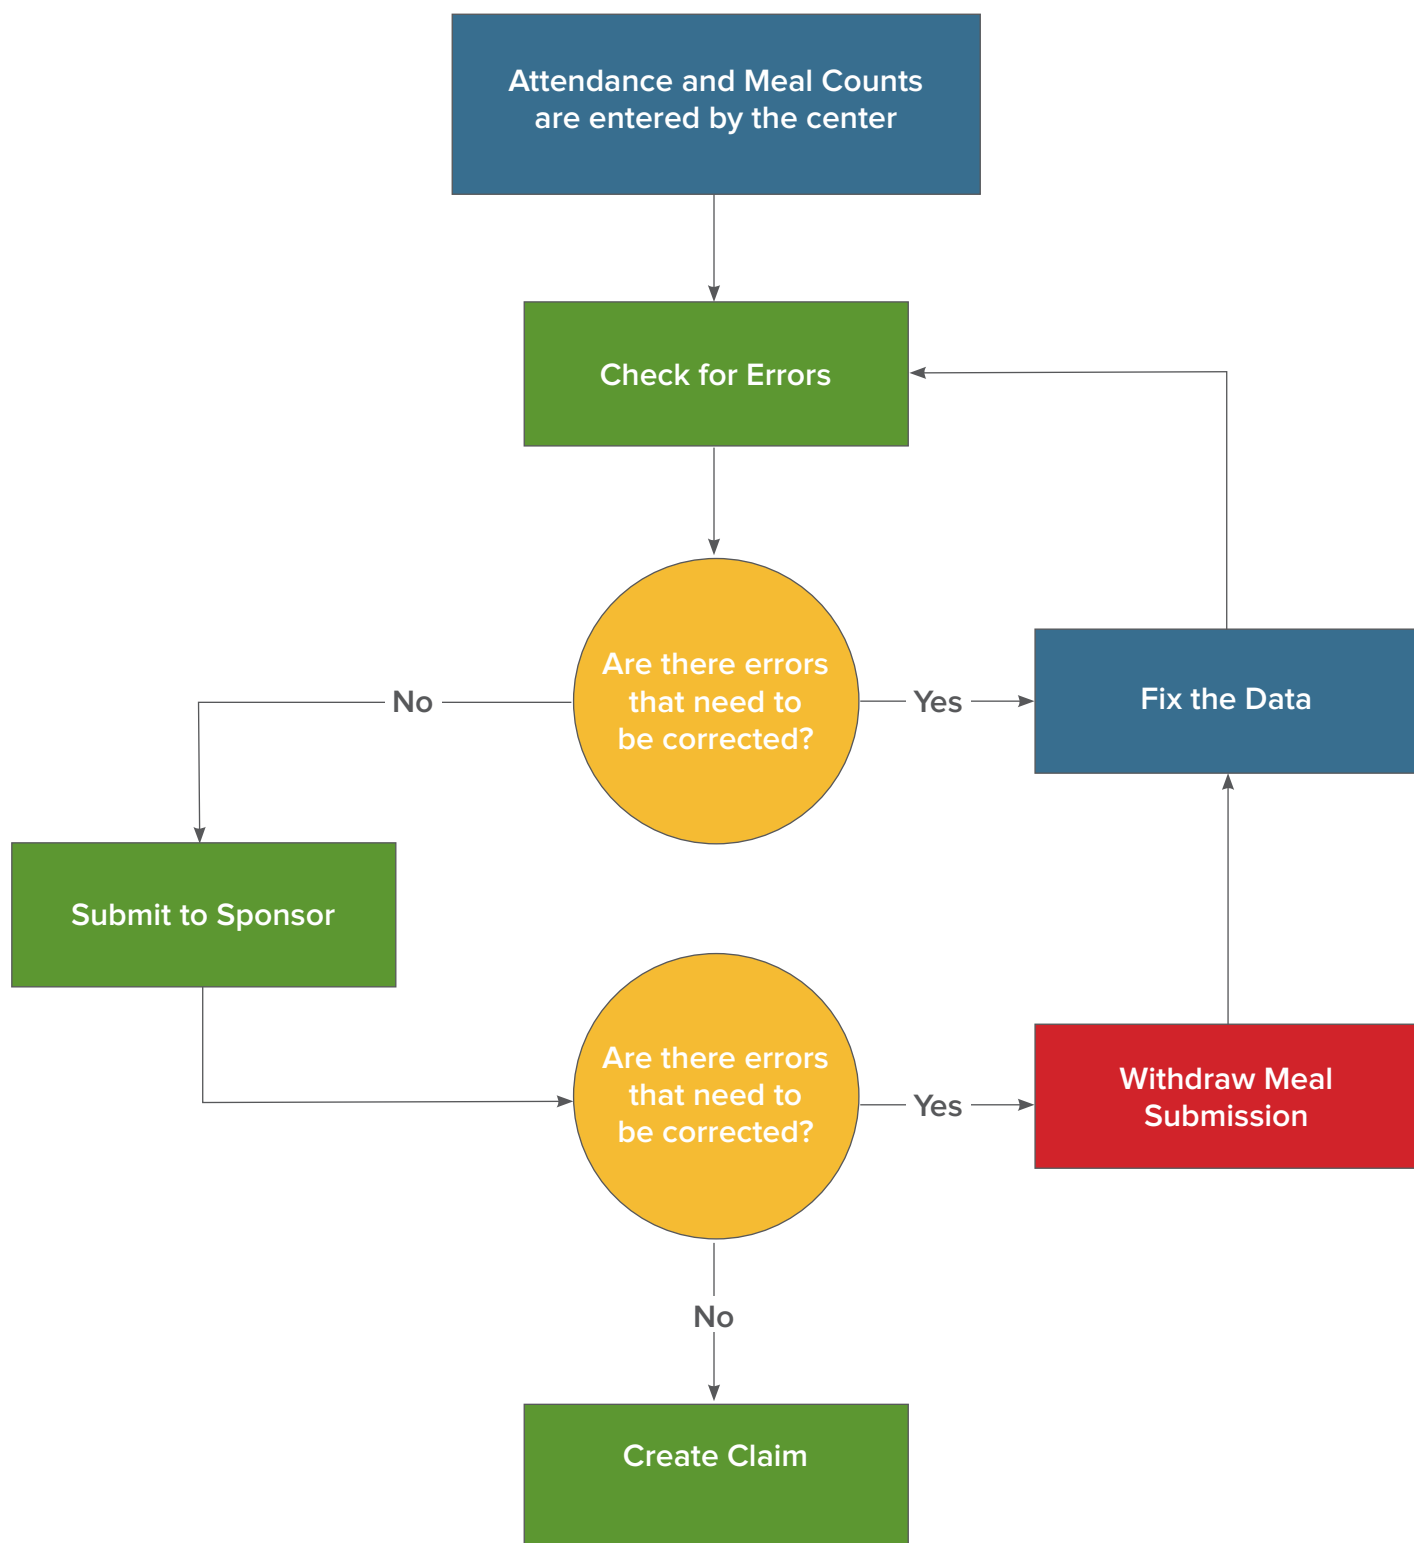 Attendance and Meal Counts
are entered by the center
Check for Errors
Are there errors
that need to
be corrected?
No
Yes
Fix the Data
Submit to Sponsor
Are there errors
that need to
be corrected?
Yes
Withdraw Meal
Submission
No
Create Claim